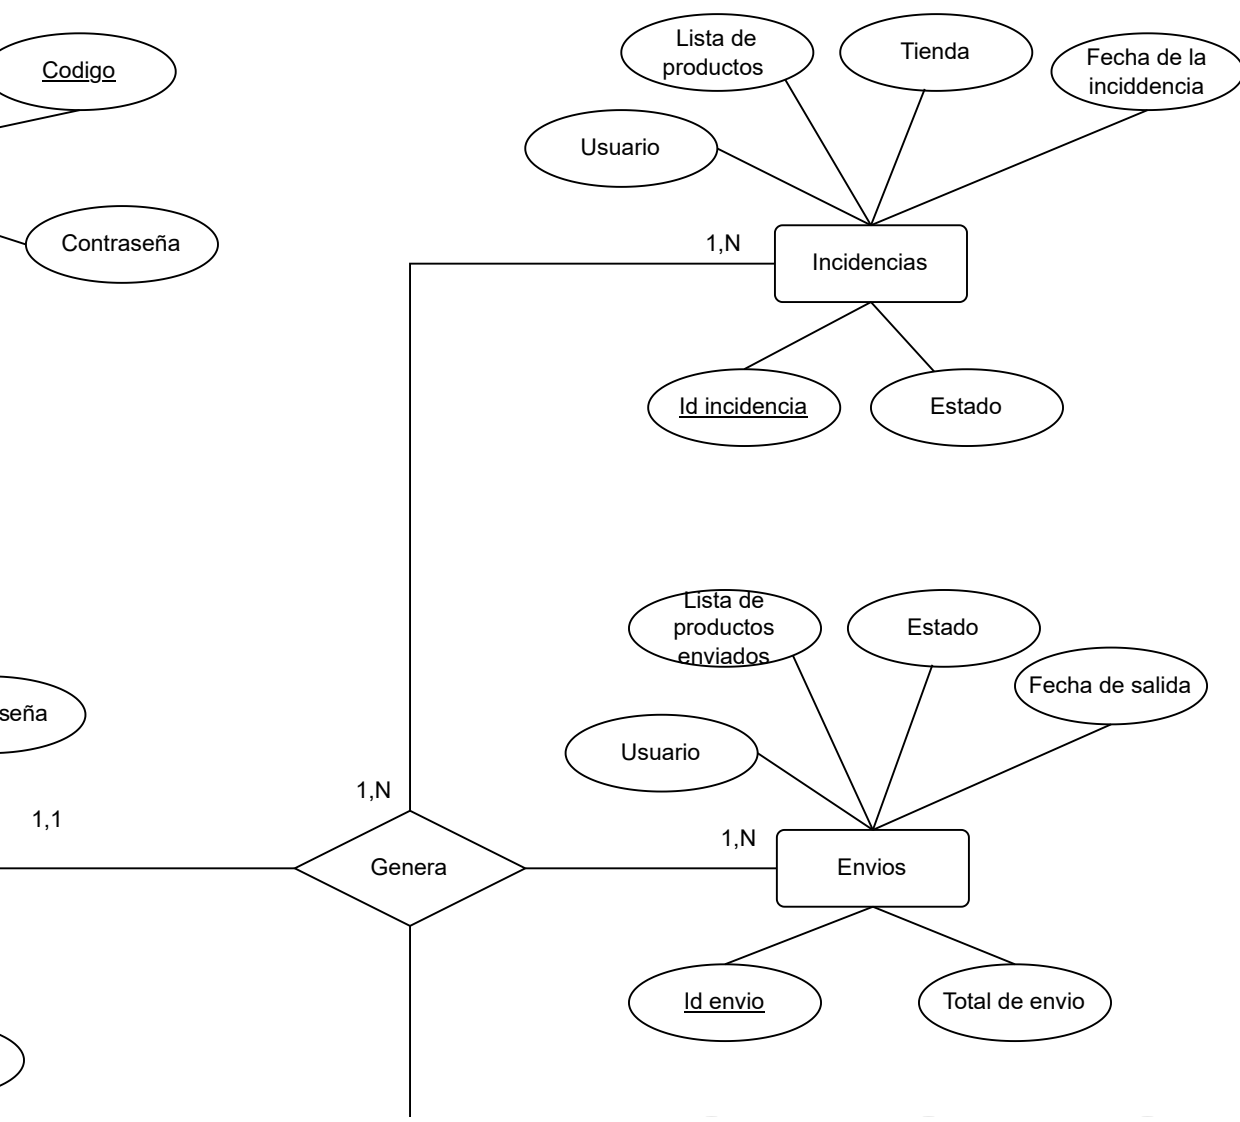 Codigo
Contraseña
Lista de
productos
Tienda
Fecha de la
inciddencia
Usuario
1,N
Incidencias
Id incidencia
Estado
Lista de
productos
enviados
Estado
Fecha de salida
Usuario
seña
1,1
1,N
Genera
1,N
Envios
Id envio
Total de envio